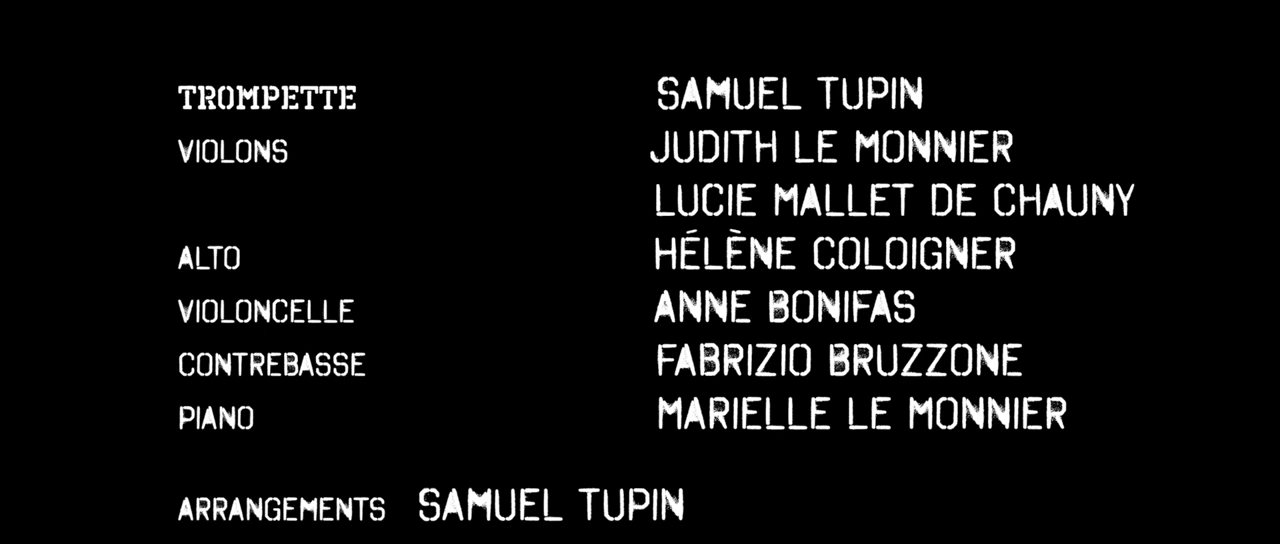 TROMPETTE SAMUEL TUPIN
VIOLONS JUDITH LE MONNIER
LUCIE MALLET DE CHAUNY
ALTO HÉLÈNE COLOIGNER
VIOLONCELLE ANNE BONIFAS
CONTREBASSE FABRIZIO BRUZZONE
PIANO MARIELLE LE MONNIER
ARRANGEMENTS SAMUEL TUPIN